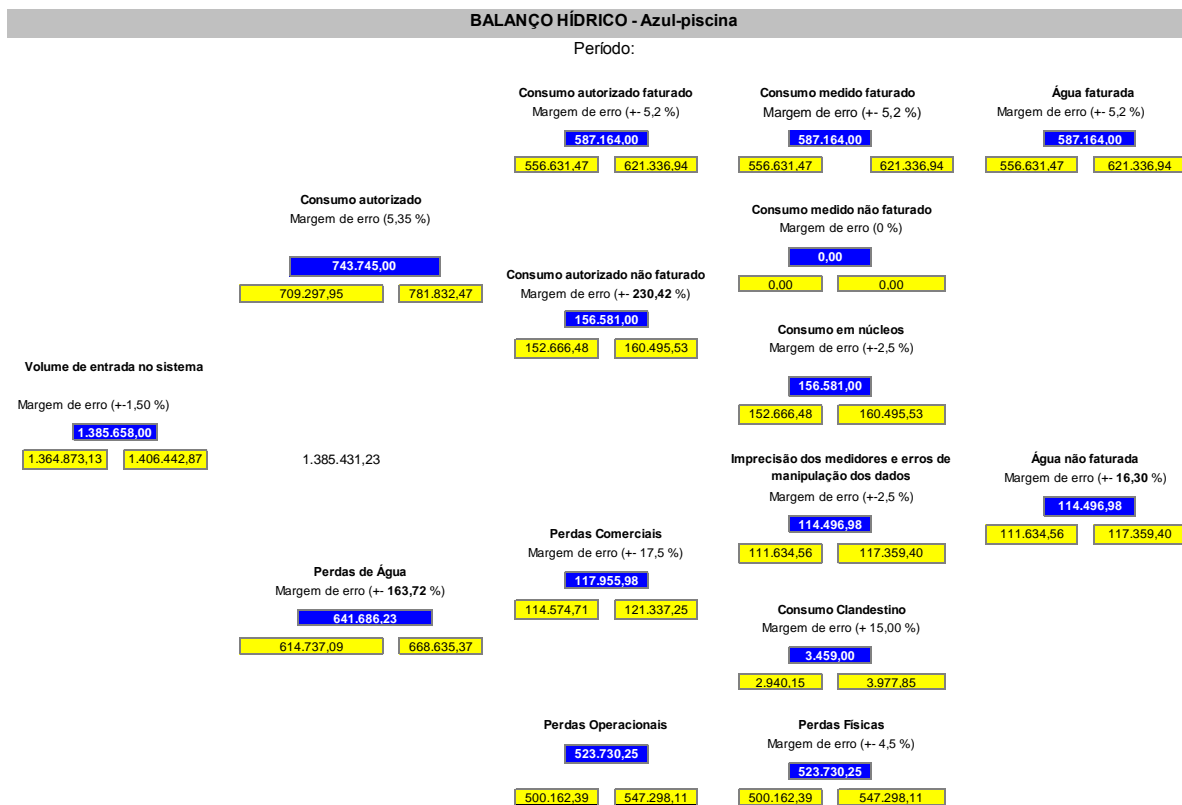 BALANÇO HÍDRICO - Azul-piscina
Período:
Consumo autorizado faturado
Margem de erro (+- 5,2 %)
587.164,00
556.631,47 621.336,94
Consumo medido faturado
Margem de erro (+- 5,2 %)
587.164,00
556.631,47 621.336,94
Água faturada
Margem de erro (+- 5,2 %)
587.164,00
556.631,47 621.336,94
Consumo autorizado
Margem de erro (5,35 %)
743.745,00
709.297,95 781.832,47
Consumo medido não faturado
Margem de erro (0 %)
0,00
0,00 0,00
Consumo autorizado não faturado
Margem de erro (+- 230,42 %)
156.581,00
152.666,48 160.495,53
Consumo em núcleos
Margem de erro (+-2,5 %)
156.581,00
152.666,48 160.495,53
Volume de entrada no sistema
Margem de erro (+-1,50 %)
1.385.658,00
1.364.873,13 1.406.442,87
1.385.431,23
Imprecisão dos medidores e erros de
manipulação dos dados
Margem de erro (+-2,5 %)
114.496,98
111.634,56 117.359,40
Água não faturada
Margem de erro (+- 16,30 %)
114.496,98
111.634,56 117.359,40
Perdas Comerciais
Margem de erro (+- 17,5 %)
117.955,98
114.574,71 121.337,25
Perdas de Água
Margem de erro (+- 163,72 %)
641.686,23
614.737,09 668.635,37
Consumo Clandestino
Margem de erro (+ 15,00 %)
3.459,00
2.940,15 3.977,85
Perdas Operacionais
523.730,25
500.162,39 547.298,11
Perdas Físicas
Margem de erro (+- 4,5 %)
523.730,25
500.162,39 547.298,11